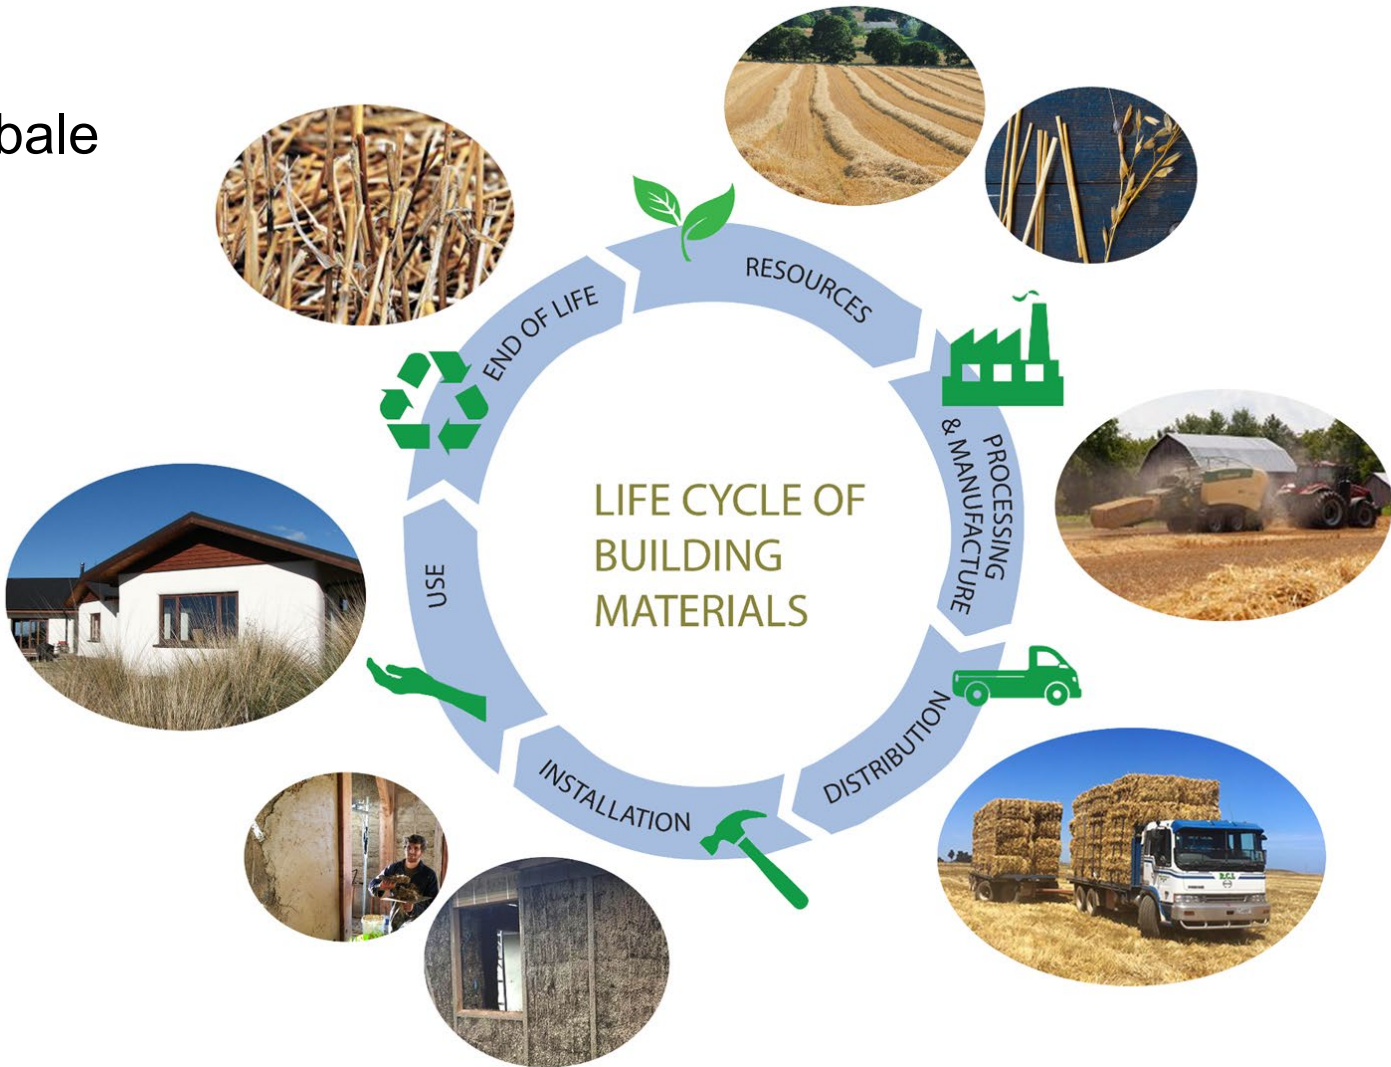 bale
RESOURCES
PROCESSING
& MANUFACTURE
DISTRIBUTION
INSTALLATION
USE
END OF LIFE
LIFE CYCLE OF
BUILDING
MATERIALS